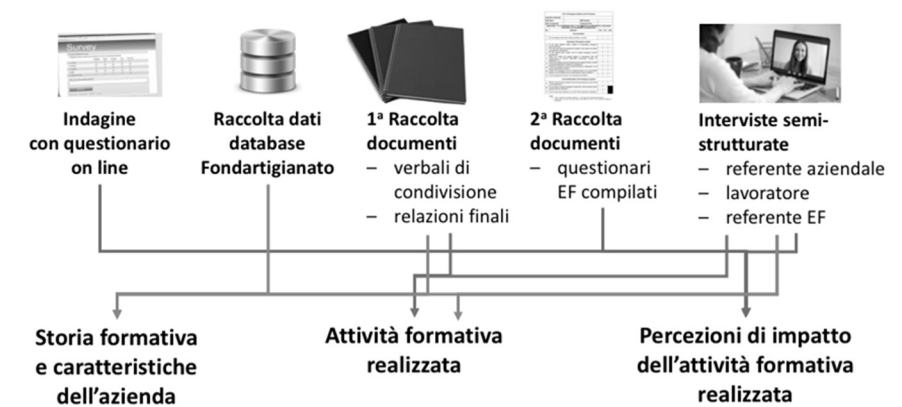 Survey
Indagine
con questionario
on line
Raccolta dati
database
Fondartigianato
1ª Raccolta
documenti
– verbali di
condivisione
– relazioni finali
2ª Raccolta
documenti
– questionari
EF compilati
Interviste semi-
strutturate
– referente aziendale
– lavoratore
– referente EF
Storia formativa
e caratteristiche
dell’azienda
Attività formativa
realizzata
Percezioni di impatto
dell’attività formativa
realizzata